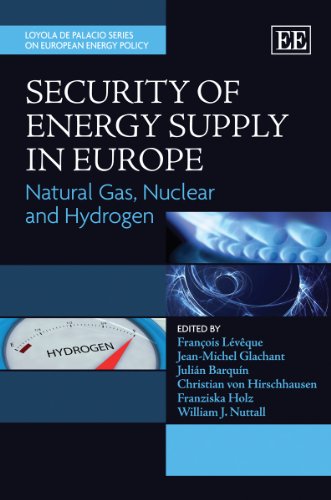 LOYOLA DE PALACIO SERIES
ON EUROPEAN ENERGY POLICY
EE
SECURITY OF
ENERGY SUPPLY
IN EUROPE
Natural Gas, Nuclear
and Hydrogen
HYDROGEN
EDITED BY
François Lévêque
Jean-Michel Glachant
Julián Barquín
Christian von Hirschhausen
Franziska Holz
William J. Nuttall